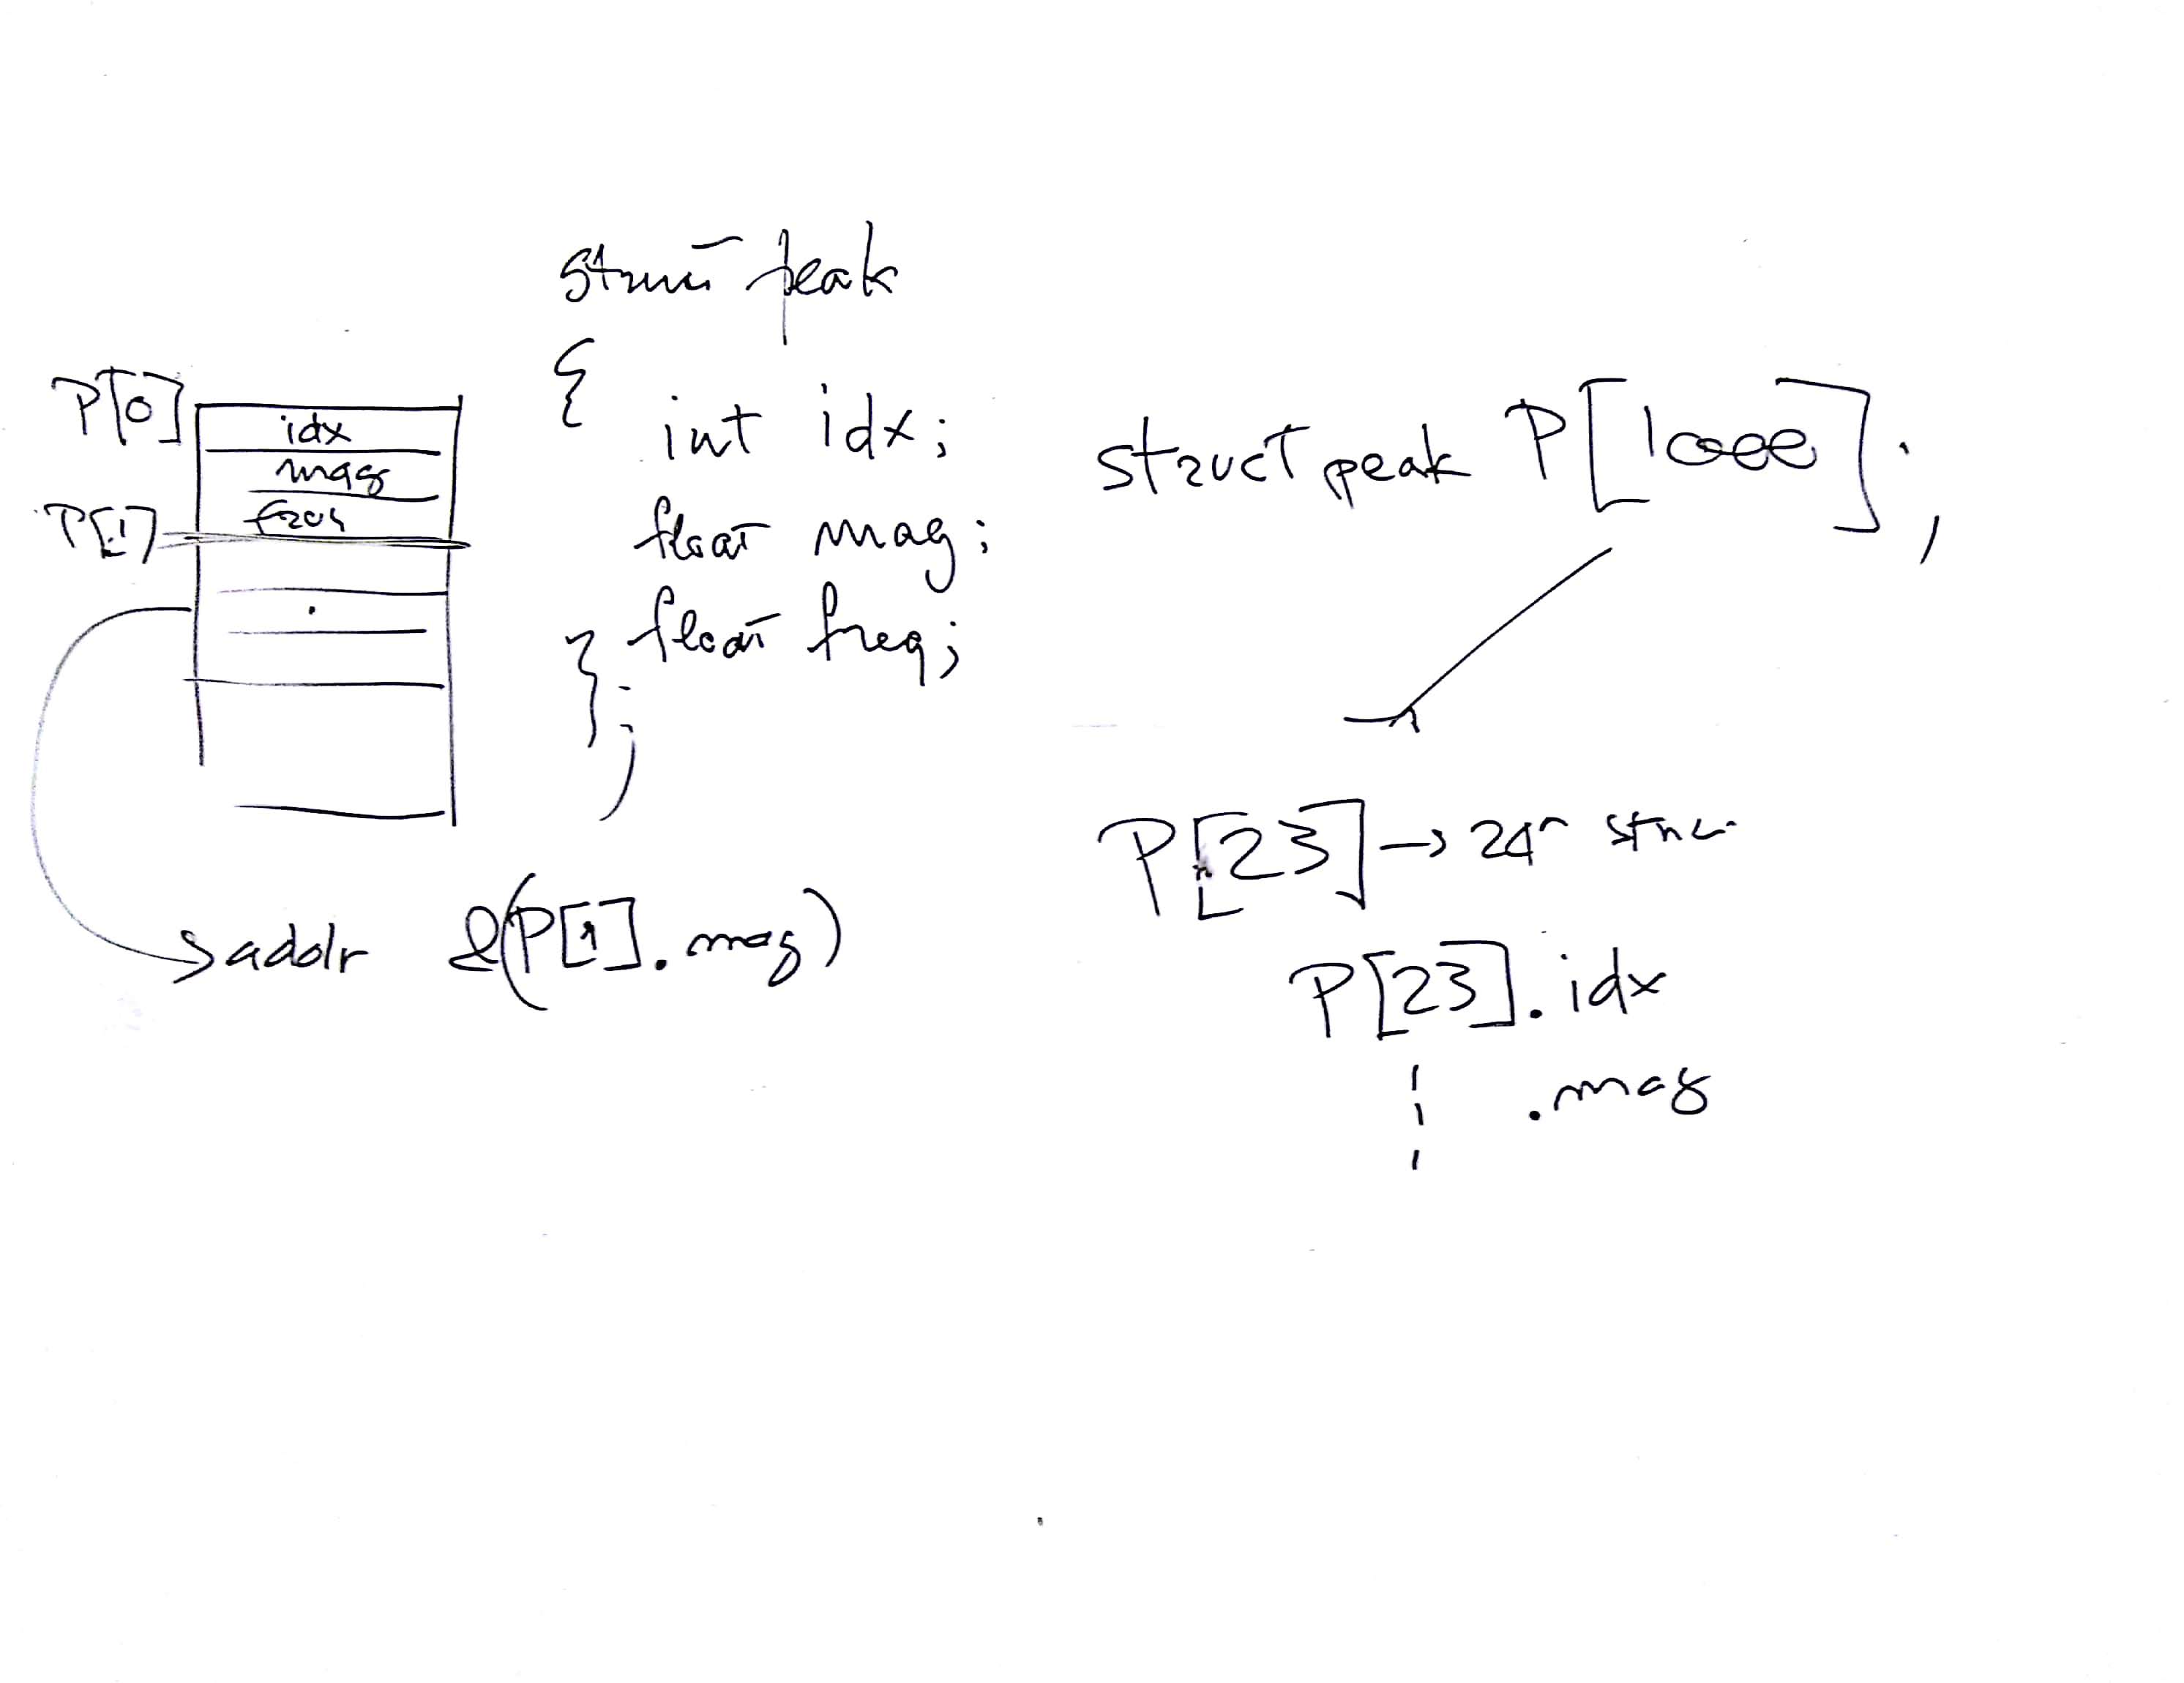 P[0]
idx
mag
freq
P[1]
addr &(P[1].mag)
struct peak
{
int idx;
float mag;
float freq;
};
struct peak P[1000];
P[23] → 24
P[23].idx
.mag